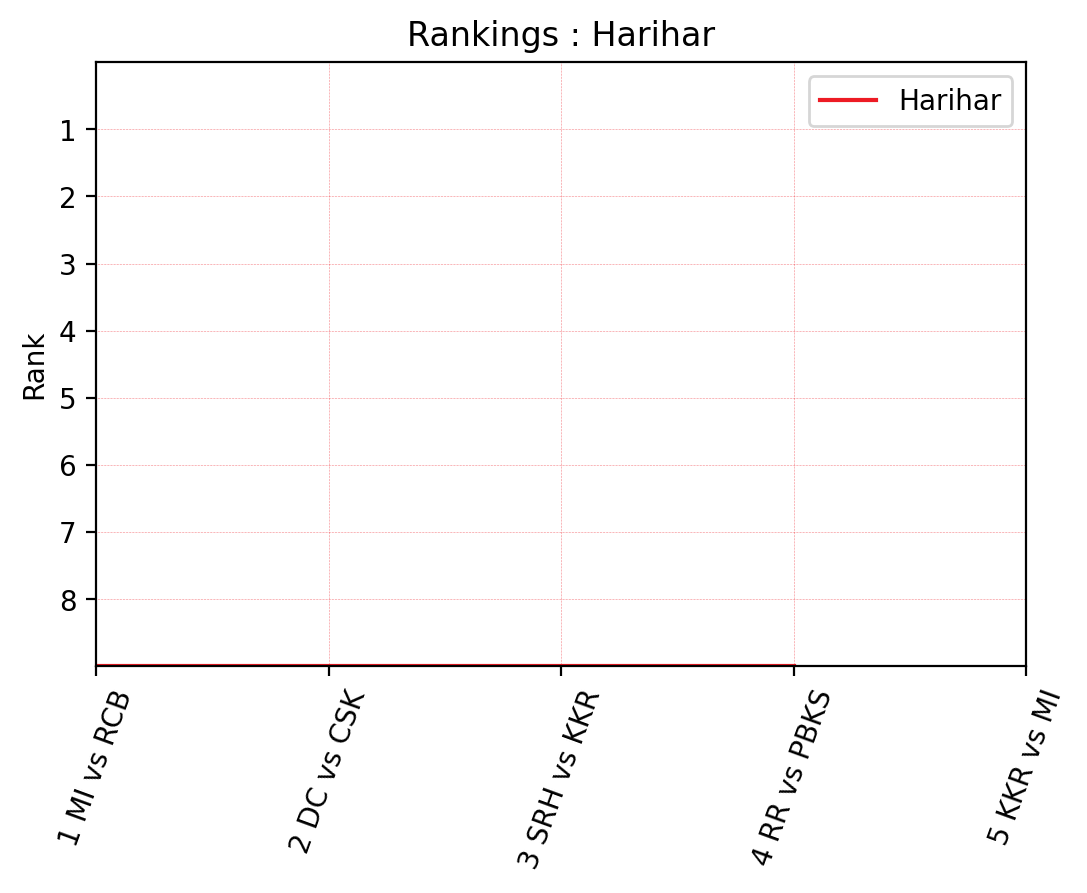 Rankings : Harihar
Harihar
Rank
1
2
3
4
5
6
7
8
1 MI vs RCB
2 DC vs CSK
3 SRH vs KKR
4 RR vs PBKS
5 KKR vs MI